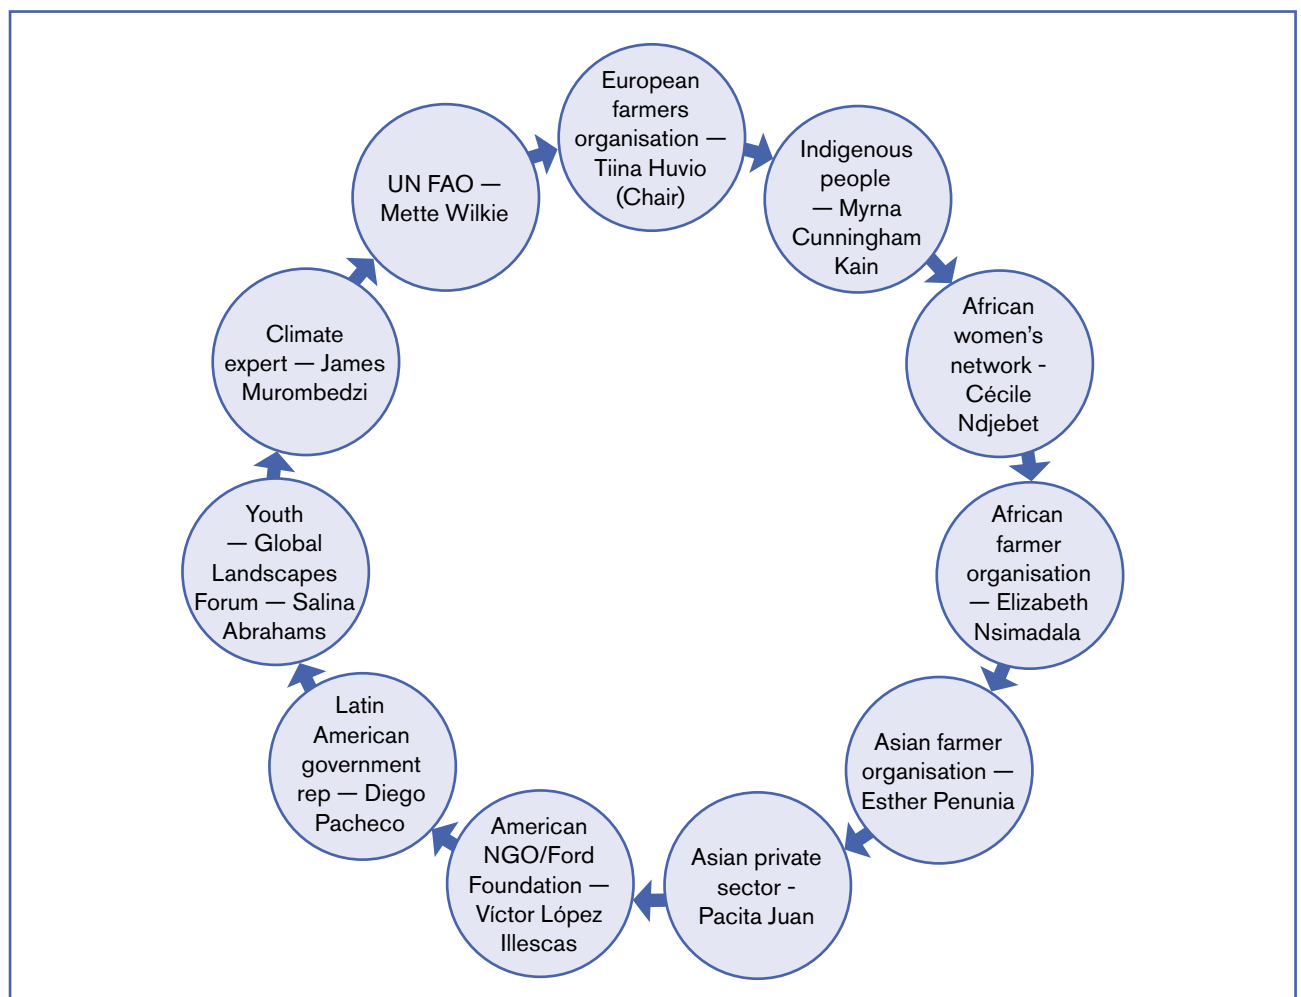 European
farmers
organisation —
Tiina Huvio
(Chair)
Indigenous
people
— Myrna
Cunningham
Kain
African
women’s
network -
Cécile
Ndjebet
African
farmer
organisation
— Elizabeth
Nsimadala
Asian farmer
organisation —
Esther Penunia
Asian private
sector -
Pacita Juan
American
NGO/Ford
Foundation —
Víctor López
Illescas
Latin
American
government
rep — Diego
Pacheco
Youth
— Global
Landscapes
Forum — Salina
Abrahams
Climate
expert — James
Murombedzi
UN FAO —
Mette Wilkie